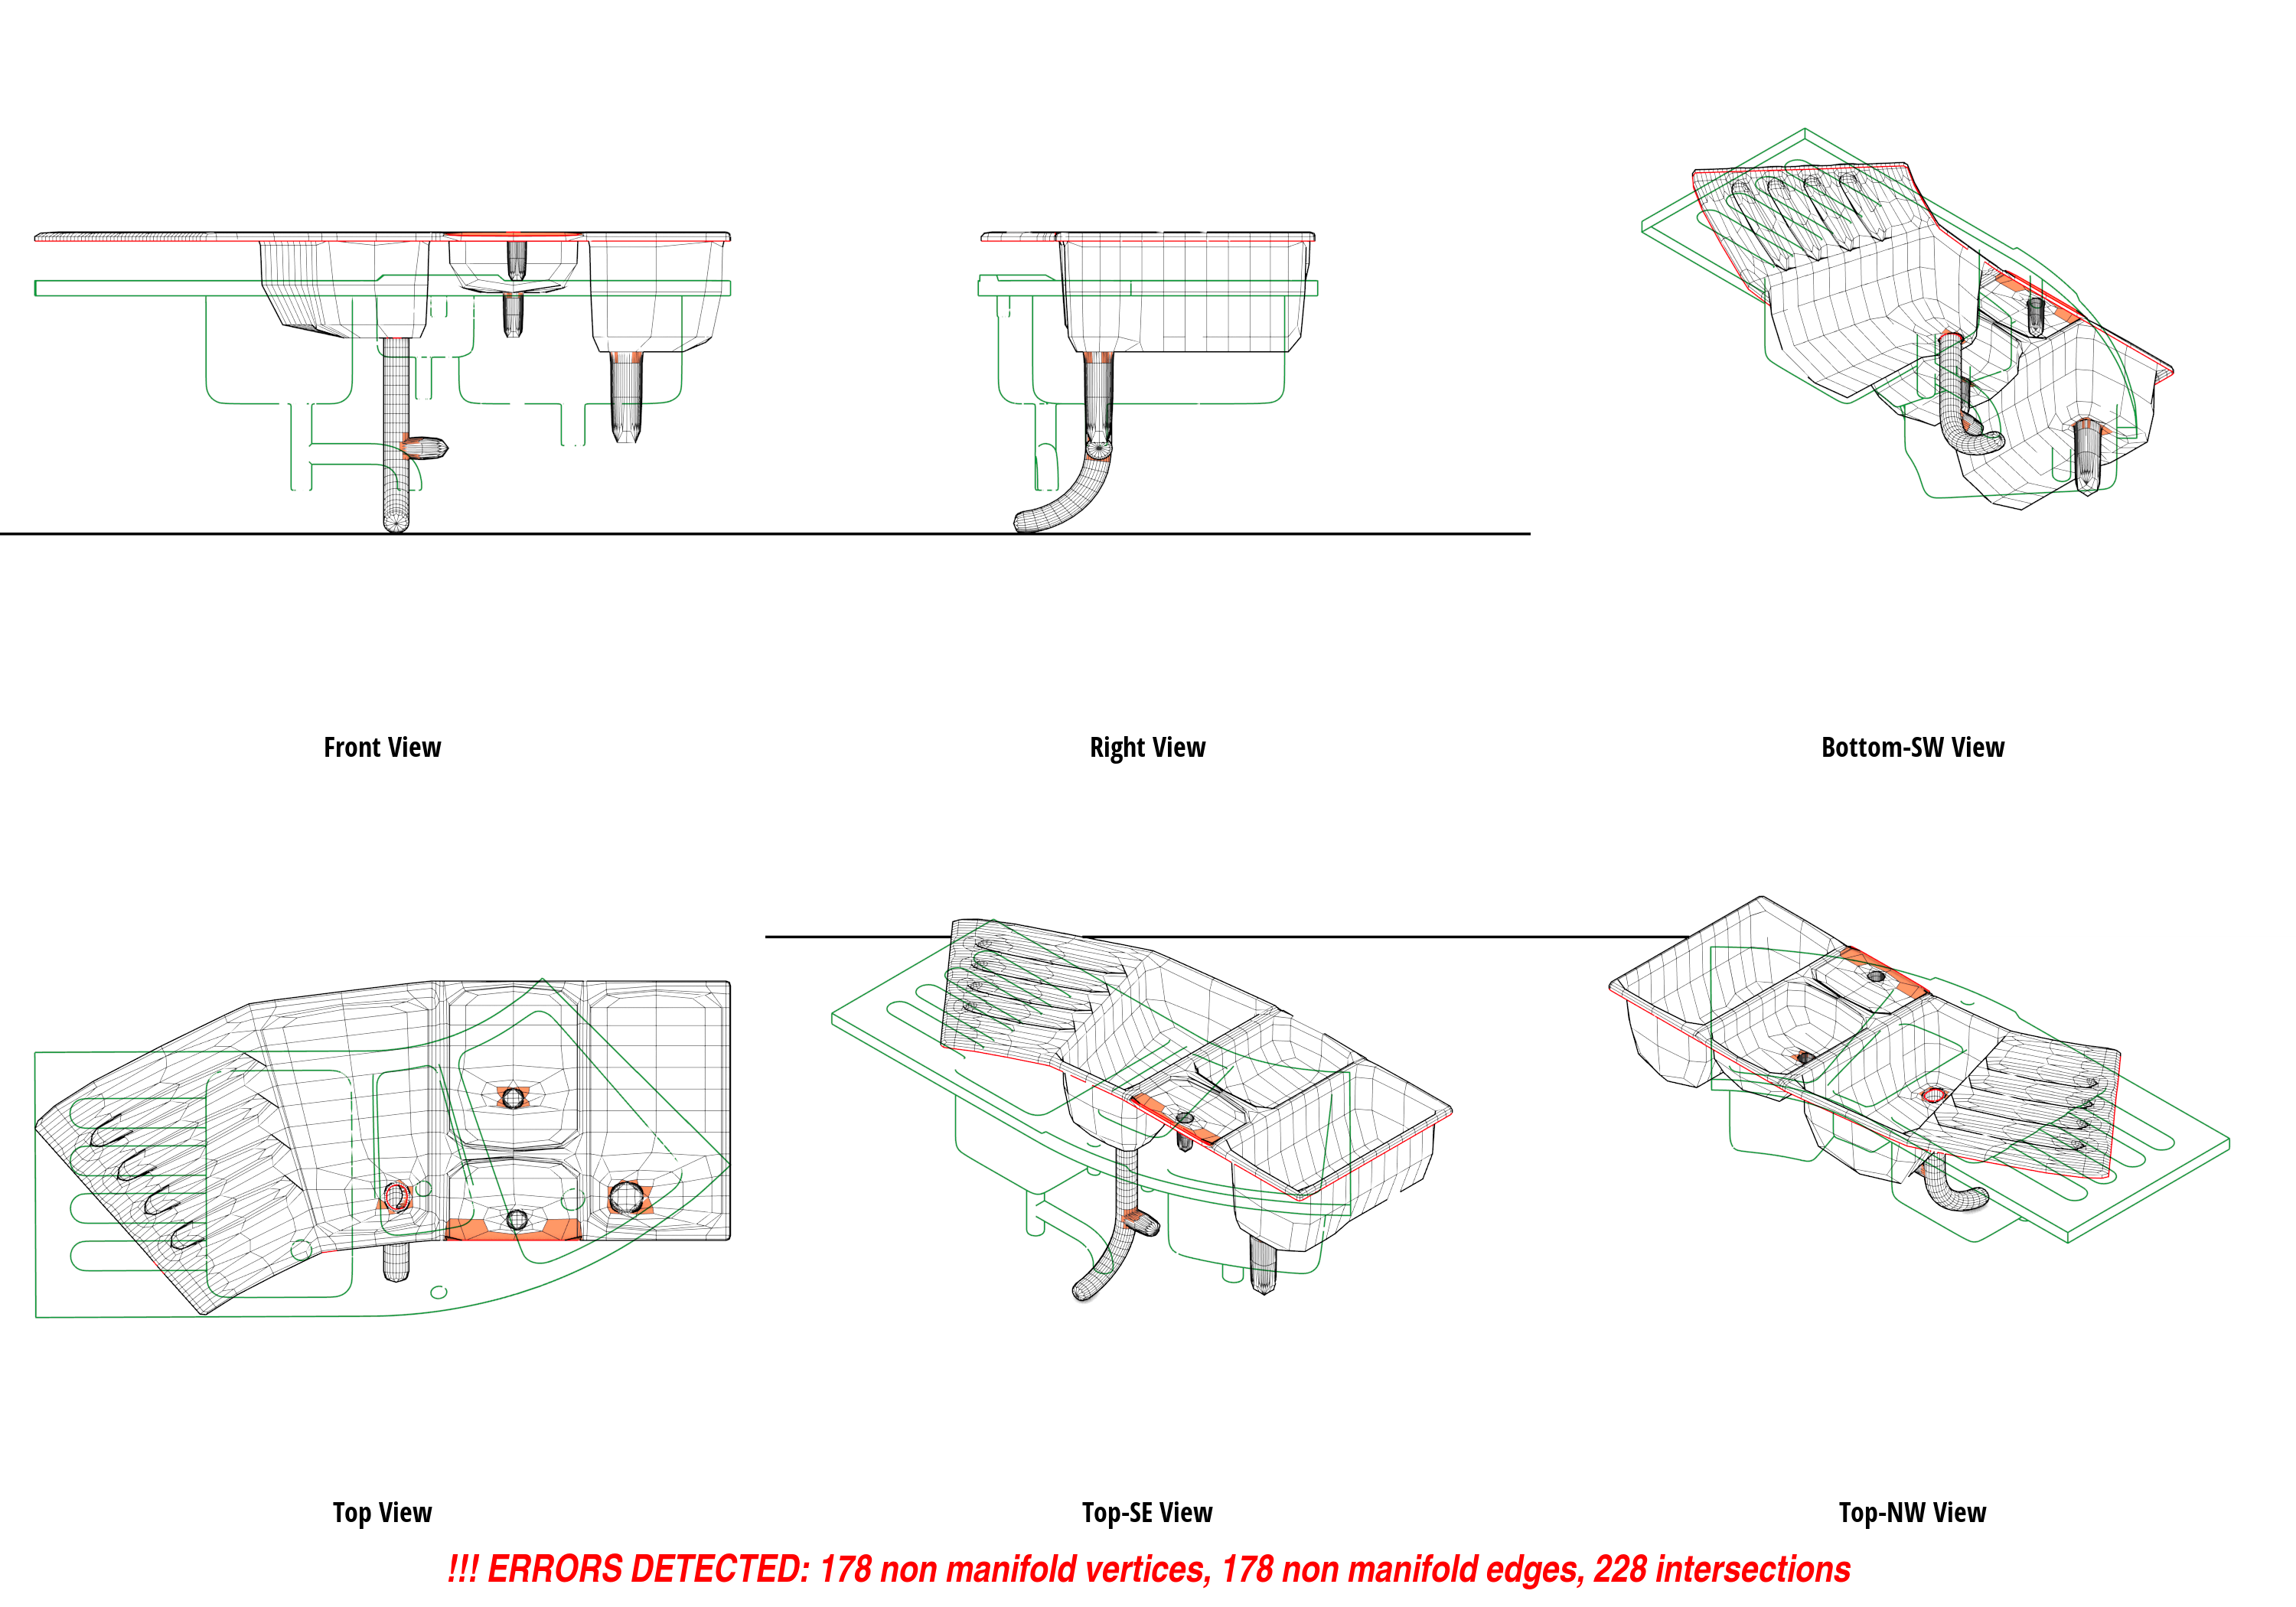 Front View
Right View
Bottom-SW View
Top View
Top-SE View
Top-NW View
!!! ERRORS DETECTED: 178 non manifold vertices, 178 non manifold edges, 228 intersections